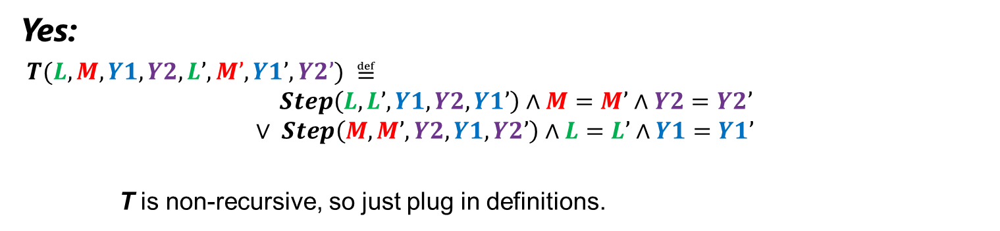 Yes:
T(L, M, Y1, Y2, L’, M’, Y1’, Y2’) ≝
Step(L, L’, Y1, Y2, Y1’) ∧ M = M’ ∧ Y2 = Y2’
∨ Step(M, M’, Y2, Y1, Y2’) ∧ L = L’ ∧ Y1 = Y1’
T is non-recursive, so just plug in definitions.